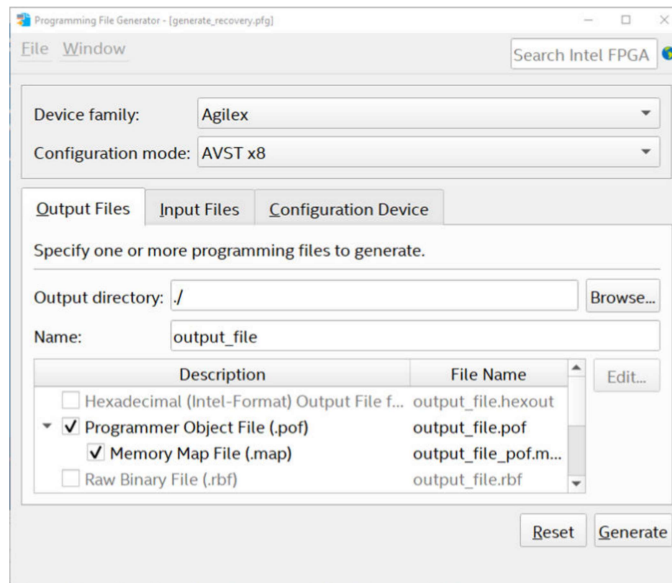 Programming File Generator - [generate_recovery.pfg]
File Window
Search Intel FPGA
Device family: Agilex
Configuration mode: AVST x8
Output Files Input Files Configuration Device
Specify one or more programming files to generate.
Output directory: ./ Browse...
Name: output_file
Description File Name Edit...
Hexadecimal (Intel-Format) Output File f... output_file.hexout
Programmer Object File (.pof) output_file.pof
Memory Map File (.map) output_file_pof.m...
Raw Binary File (.rbf) output_file.rbf
Reset Generate